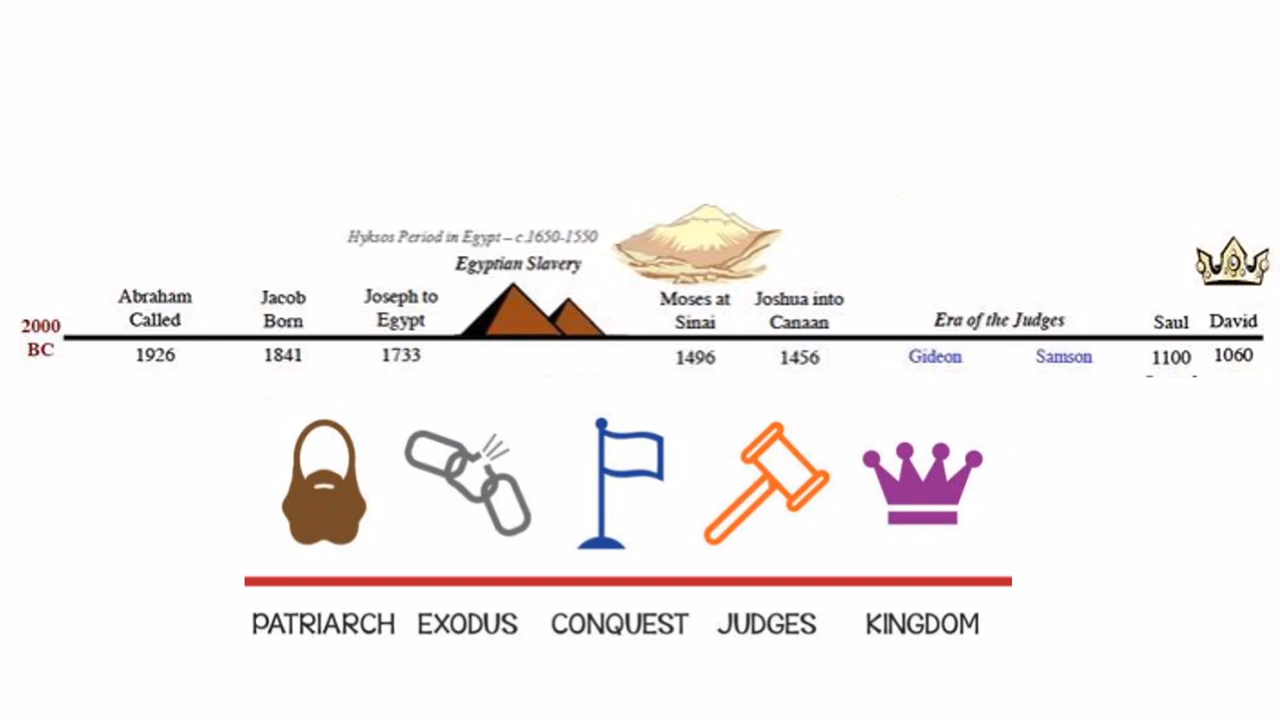 Hyksos Period in Egypt – c.1650-1550
Egyptian Slavery
Abraham Called
Jacob Born
Joseph to Egypt
Moses at Sinai
Joshua into Canaan
Era of the Judges
Saul
David
2000 BC
1926
1841
1733
1496
1456
Gideon
Samson
1100
1060
PATRIARCH EXODUS CONQUEST JUDGES KINGDOM